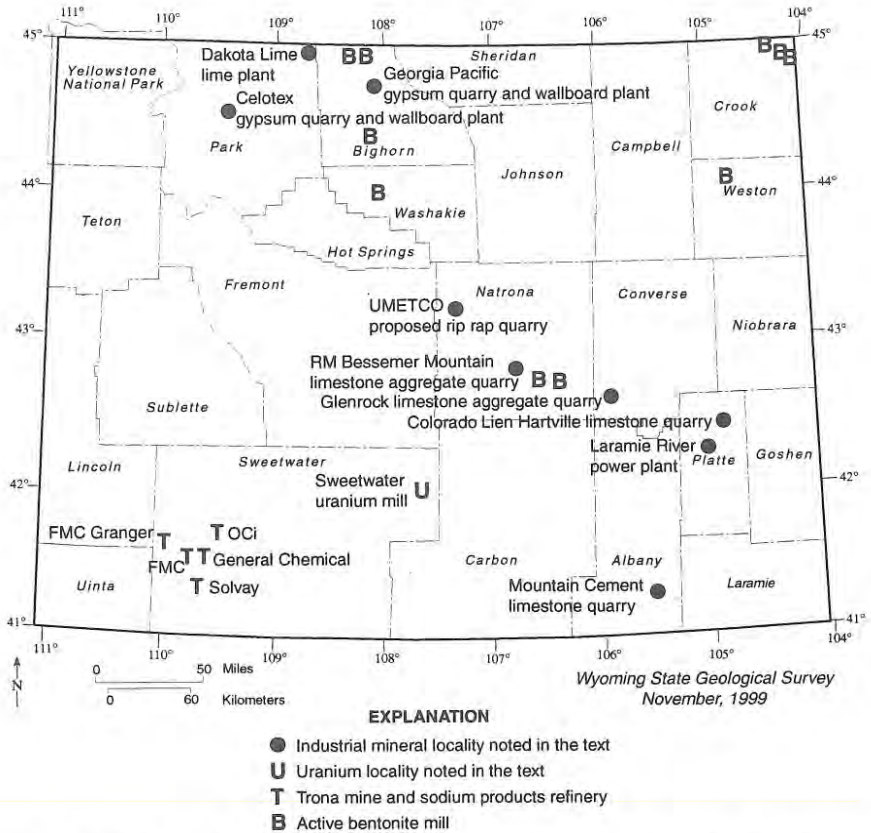 111°
110°
109°
108°
107°
106°
105°
104°
45°
45°
Yellowstone
National Park
Dakota Lime
lime plant
B B
Sheridan
B B B
Georgia Pacific
gypsum quarry and wallboard plant
Celotex
gypsum quarry and wallboard plant
Crook
Park
B
Bighorn
Campbell
Johnson
44°
44°
B
Weston
B
Washakie
Teton
Hot Springs
Fremont
Natrona
Converse
UMETCO
proposed rip rap quarry
43°
43°
Niobrara
RM Bessemer Mountain
limestone aggregate quarry
B B
Glenrock limestone aggregate quarry
Sublette
Colorado Lien Hartville limestone quarry
Laramie River
power plant
Platte
Goshen
Lincoln
Sweetwater
42°
42°
Sweetwater
uranium mill
U
T OCi
FMC Granger T
FMC T T General Chemical
T Solvay
Carbon
Albany
Uinta
Mountain Cement
limestone quarry
Laramie
41°
41°
111°
110°
109°
108°
107°
106°
105°
104°
N
0 50 Miles
0 60 Kilometers
Wyoming State Geological Survey
November, 1999
EXPLANATION
Industrial mineral locality noted in the text
U Uranium locality noted in the text
T Trona mine and sodium products refinery
B Active bentonite mill